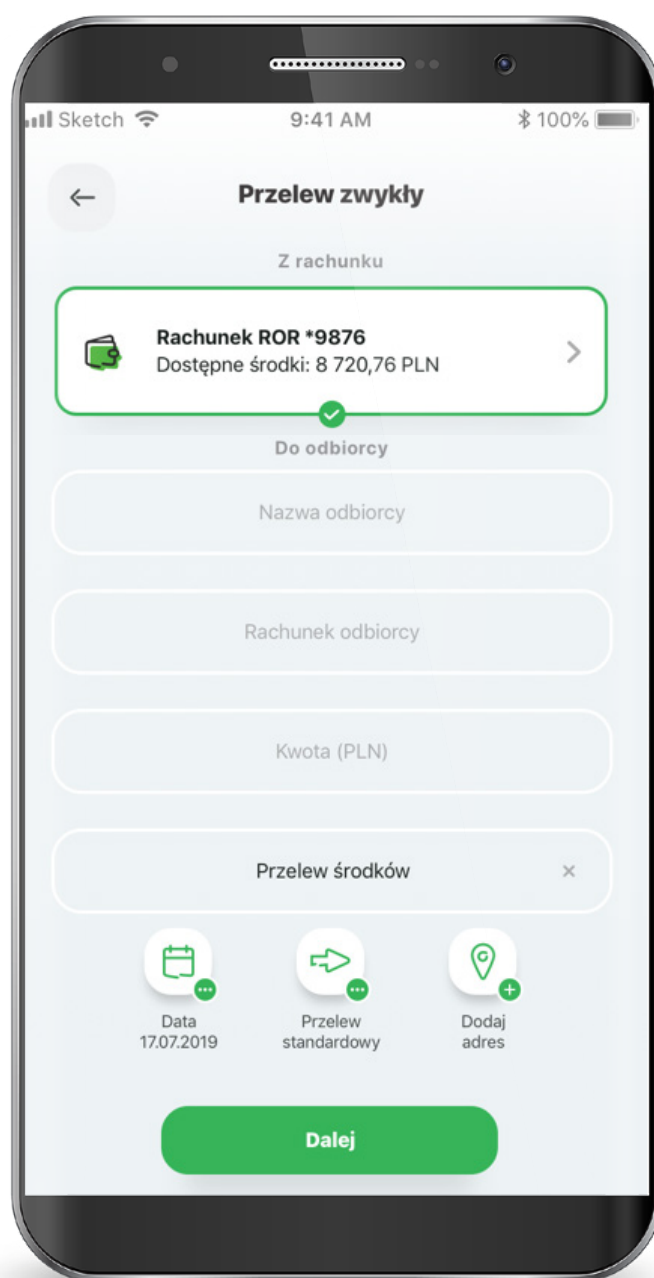 Sketch 9:41 AM 100%
Przelew zwykły
Z rachunku
Rachunek ROR *9876
Dostępne środki: 8 720,76 PLN
Do odbiorcy
Nazwa odbiorcy
Rachunek odbiorcy
Kwota (PLN)
Przelew środków
Data
17.07.2019
Przelew
standardowy
Dodaj
adres
Dalej